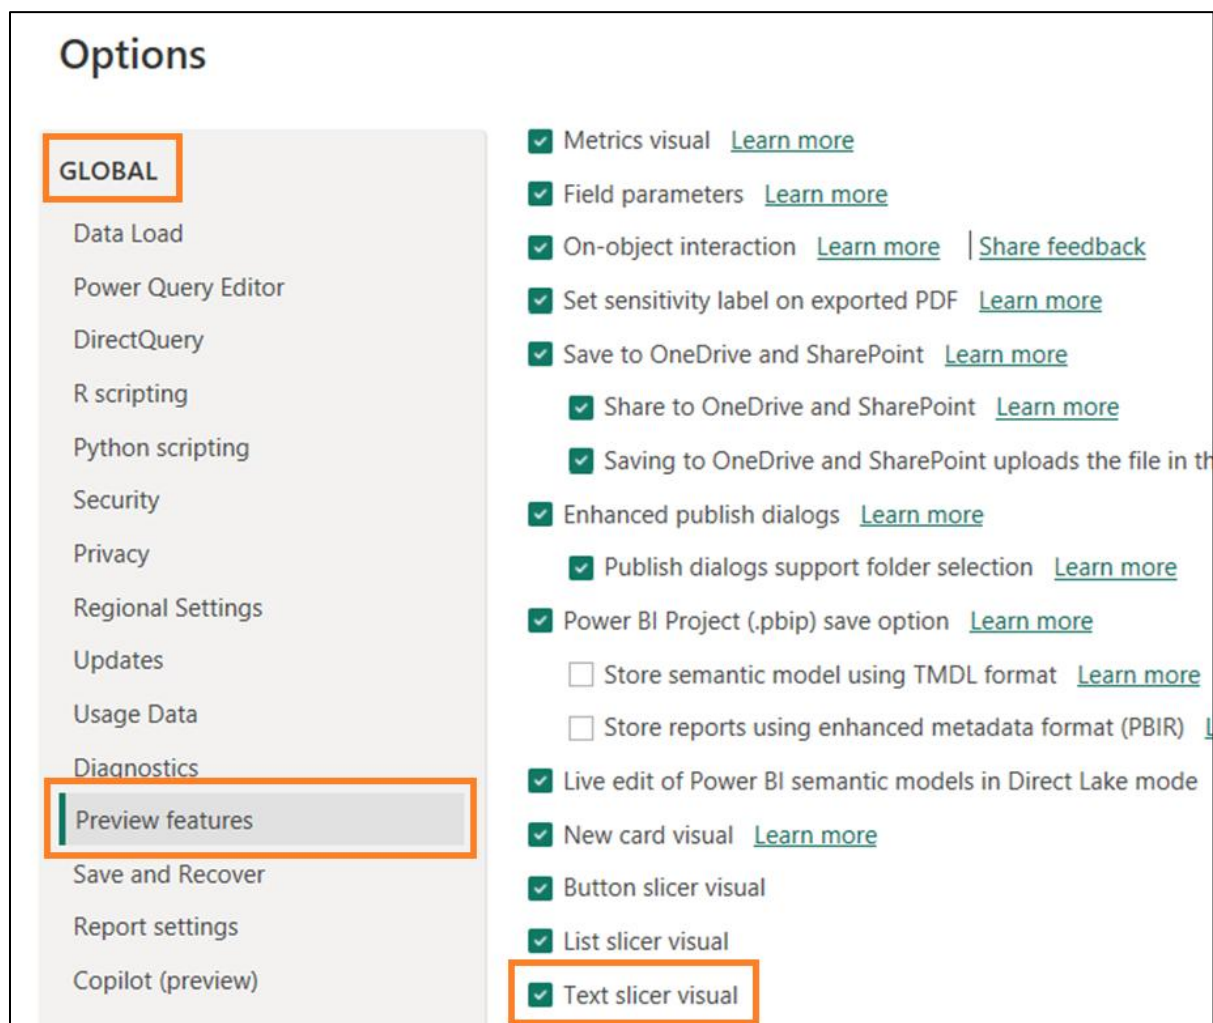 Options
GLOBAL
Data Load
Power Query Editor
DirectQuery
R scripting
Python scripting
Security
Privacy
Regional Settings
Updates
Usage Data
Diagnostics
Preview features
Save and Recover
Report settings
Copilot (preview)
Metrics visual Learn more
Field parameters Learn more
On-object interaction Learn more | Share feedback
Set sensitivity label on exported PDF Learn more
Save to OneDrive and SharePoint Learn more
Share to OneDrive and SharePoint Learn more
Saving to OneDrive and SharePoint uploads the file in
Enhanced publish dialogs Learn more
Publish dialogs support folder selection Learn more
Power BI Project (.pbip) save option Learn more
Store semantic model using TMDL format Learn more
Store reports using enhanced metadata format (PBIR)
Live edit of Power BI semantic models in Direct Lake mode
New card visual Learn more
Button slicer visual
List slicer visual
Text slicer visual